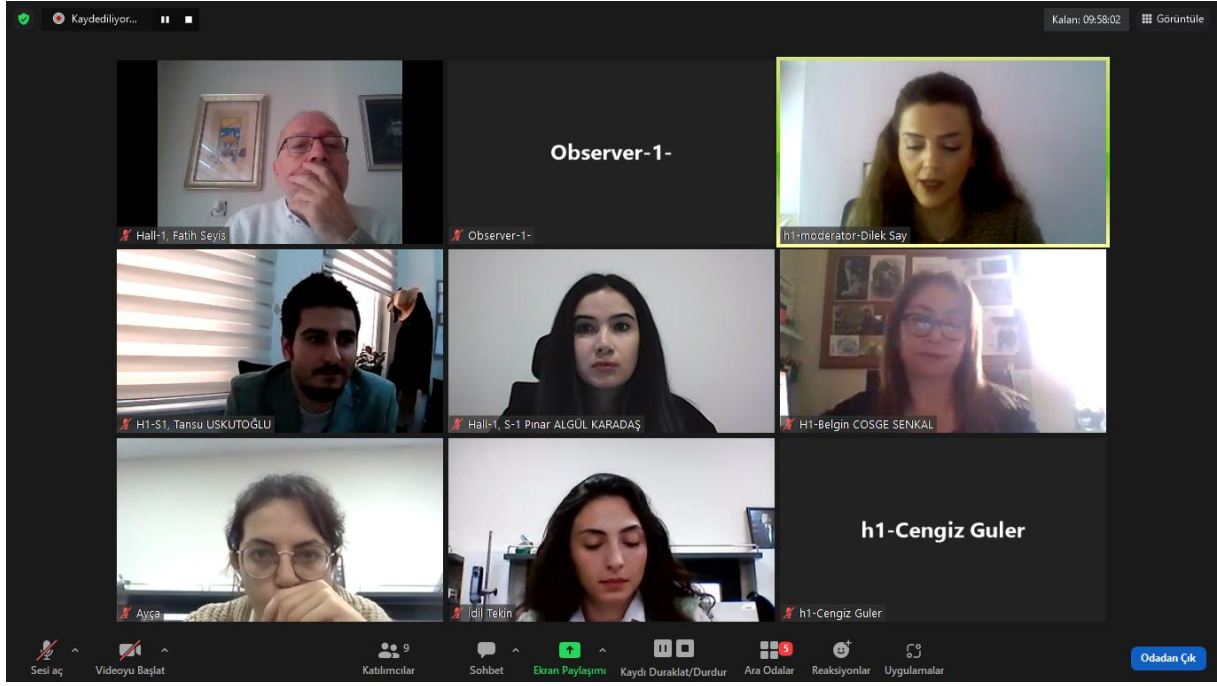 Kaydediliyor...
Kalan: 09:58:02
Görüntüle
Hall-1, Fatih Seyis
Observer-1-
Observer-1-
h1-moderator-Dilek Say
H1-S1, Tansu USKUTOĞLU
Hall-1, S-1 Pınar ALGÜL KARADAŞ
H1-Belgin COSGE SENKAL
Ayça
İdil Tekin
h1-Cengiz Guler
h1-Cengiz Guler
Sesi aç
Videoyu Başlat
9
Katılımcılar
Sohbet
Ekran Paylaşımı
Kaydı Duraklat/Durdur
5
Ara Odalar
Reaksiyonlar
Uygulamalar
Odadan Çık